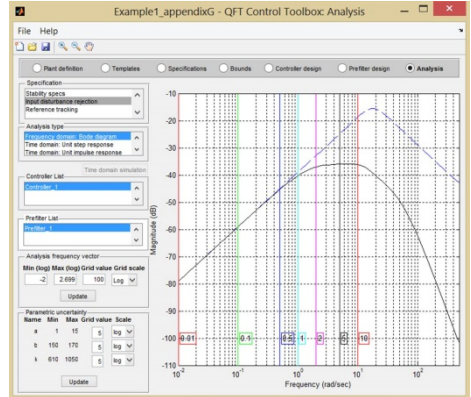 Example1_appendixG - QFT Control Toolbox: Analysis
File Help
Plant definition Templates Specifications Bounds Controller design Prefilter design Analysis
Specification
Stability specs
Input disturbance rejection
Reference tracking
Analysis type
Frequency domain: Bode diagram
Time domain: Unit step response
Time domain: Unit impulse response
Time domain simulation
Controller List
Controller_1
Prefilter List
Prefilter_1
Analysis frequency vector
Min (log) Max (log) Grid value Grid scale
-2 2.699 100 Log
Update
Parametric uncertainty
Name Min Max Grid value Scale
a 1 15 5 log
b 150 170 5 log
k 610 1050 5 log
Update
Magnitude (dB)
-10
-20
-30
-40
-50
-60
-70
-80
-90
-100
-110
0.01 0.1 0.5 1 2 5 10
10^-2 10^-1 10^0 10^1 10^2
Frequency (rad/sec)